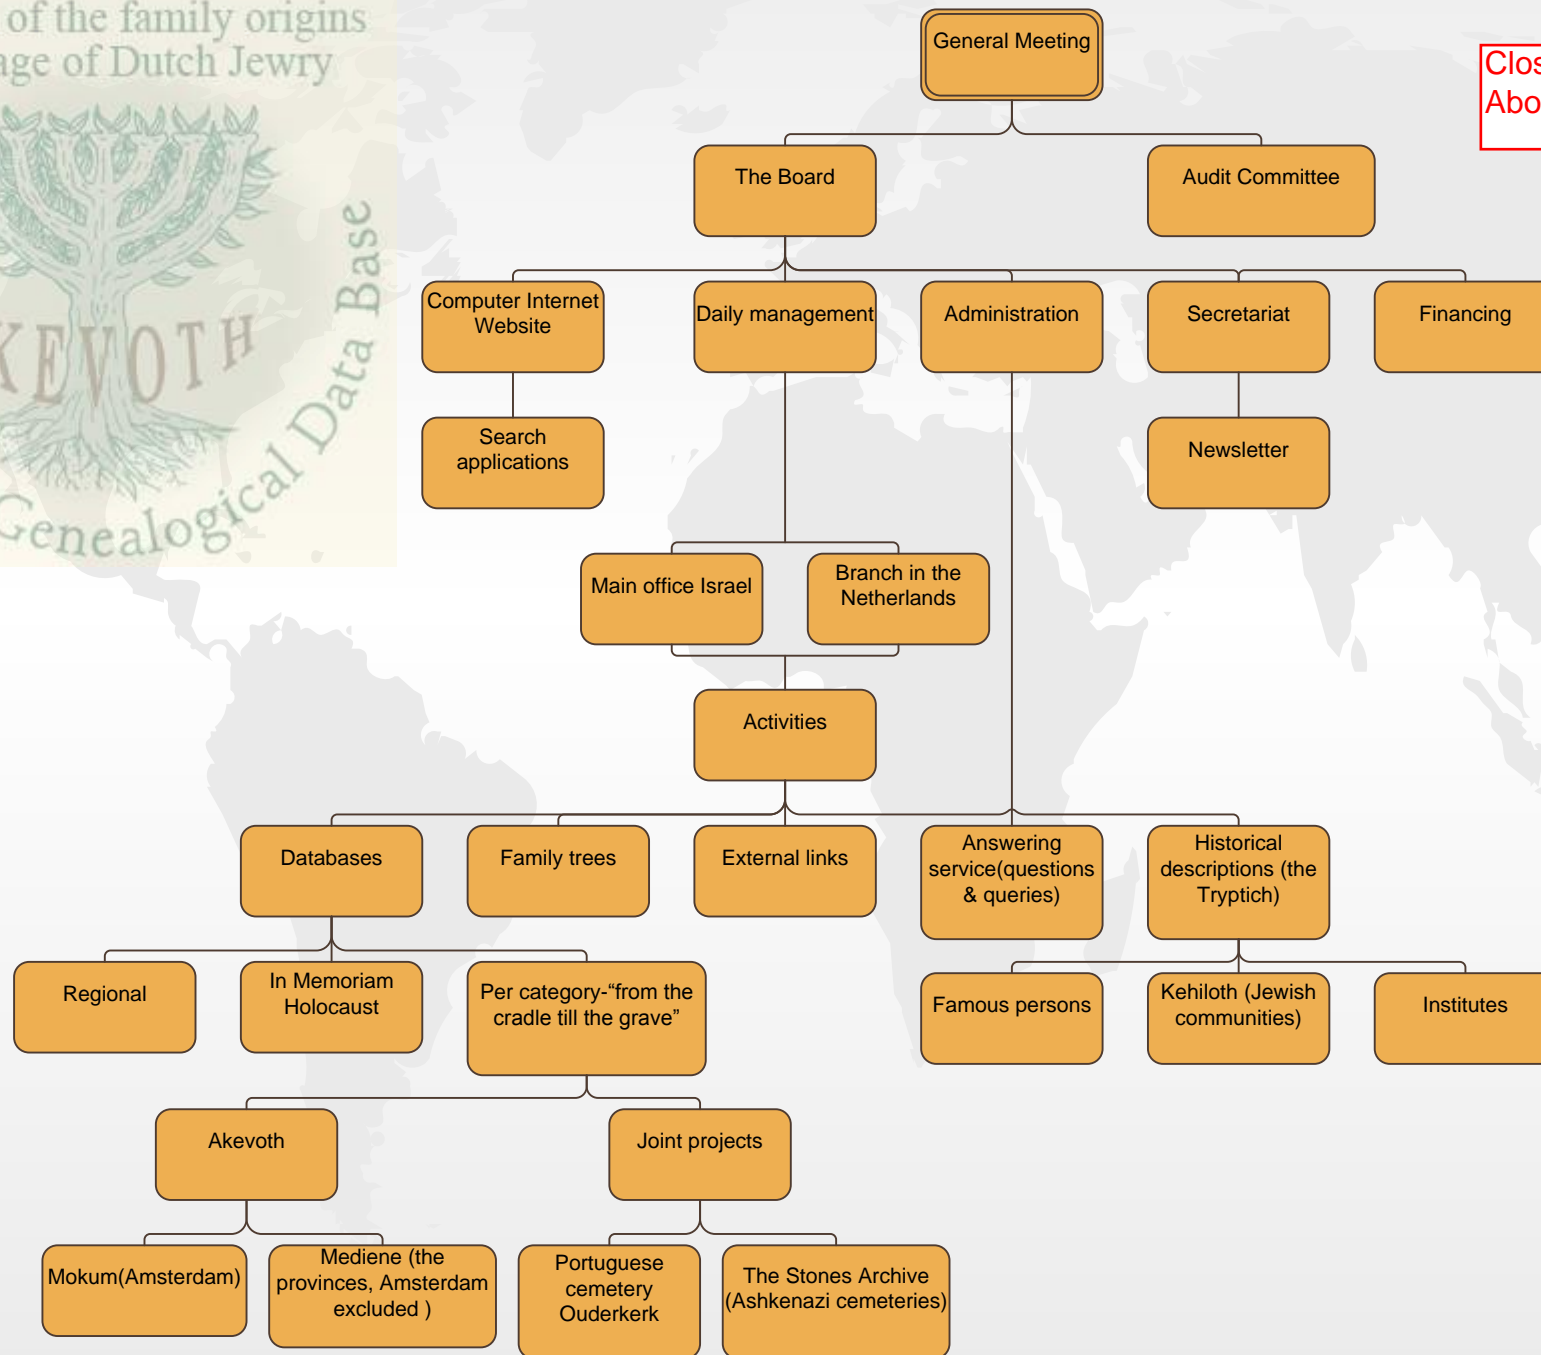 of the family origins
age of Dutch Jewry
KEVOTH
Genealogical Data Base
General Meeting
Clos
Abo
The Board
Audit Committee
Computer Internet
Website
Daily management
Administration
Secretariat
Financing
Search
applications
Newsletter
Main office Israel
Branch in the
Netherlands
Activities
Databases
Family trees
External links
Answering
service(questions
& queries)
Historical
descriptions (the
Tryptich)
Regional
In Memoriam
Holocaust
Per category-“from the
cradle till the grave”
Famous persons
Kehiloth (Jewish
communities)
Institutes
Akevoth
Joint projects
Mokum(Amsterdam)
Mediene (the
provinces, Amsterdam
excluded )
Portuguese
cemetery
Ouderkerk
The Stones Archive
(Ashkenazi cemeteries)